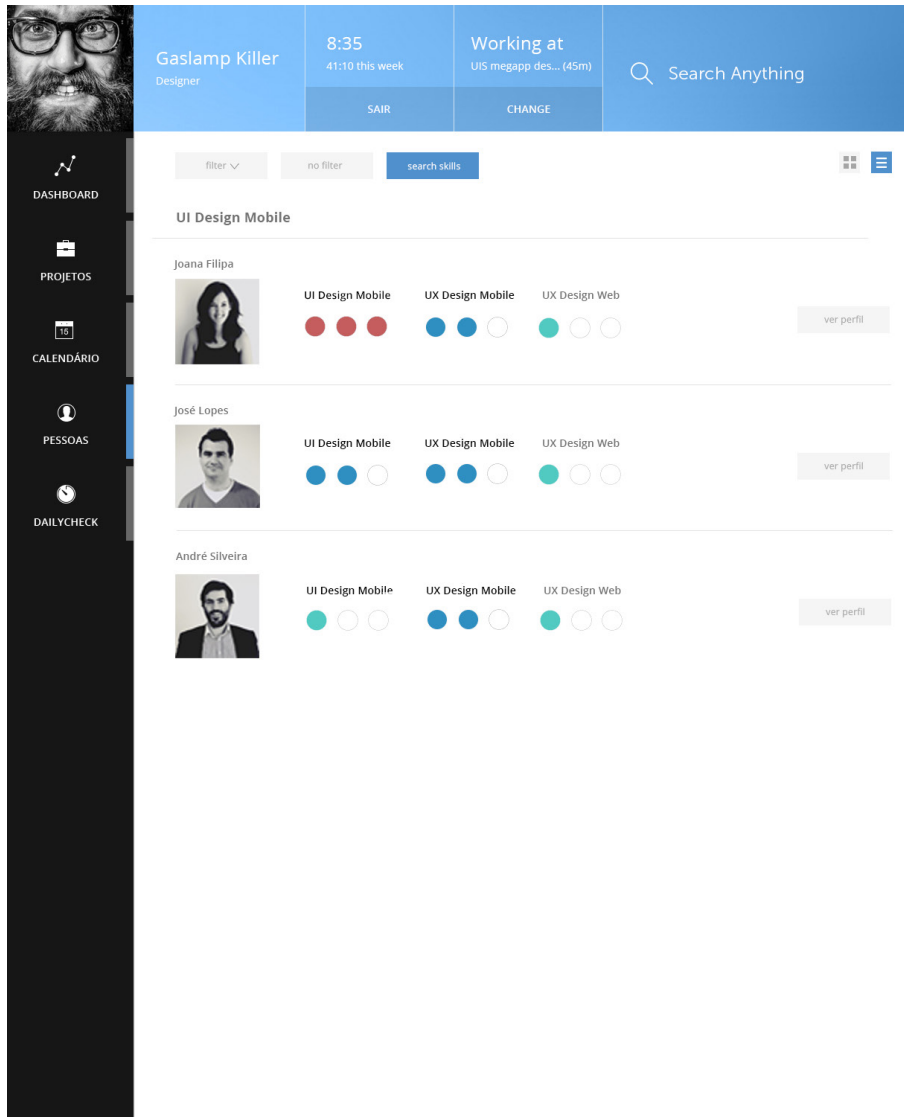 Gaslamp Killer
Designer
8:35
41:10 this week
SAIR
Working at
UIS megapp des... (45m)
CHANGE
Search Anything
DASHBOARD
PROJETOS
15
CALENDÁRIO
PESSOAS
DAILYCHECK
filter
no filter
search skills
UI Design Mobile
Joana Filipa
UI Design Mobile
UX Design Mobile
UX Design Web
ver perfil
José Lopes
UI Design Mobile
UX Design Mobile
UX Design Web
ver perfil
André Silveira
UI Design Mobile
UX Design Mobile
UX Design Web
ver perfil